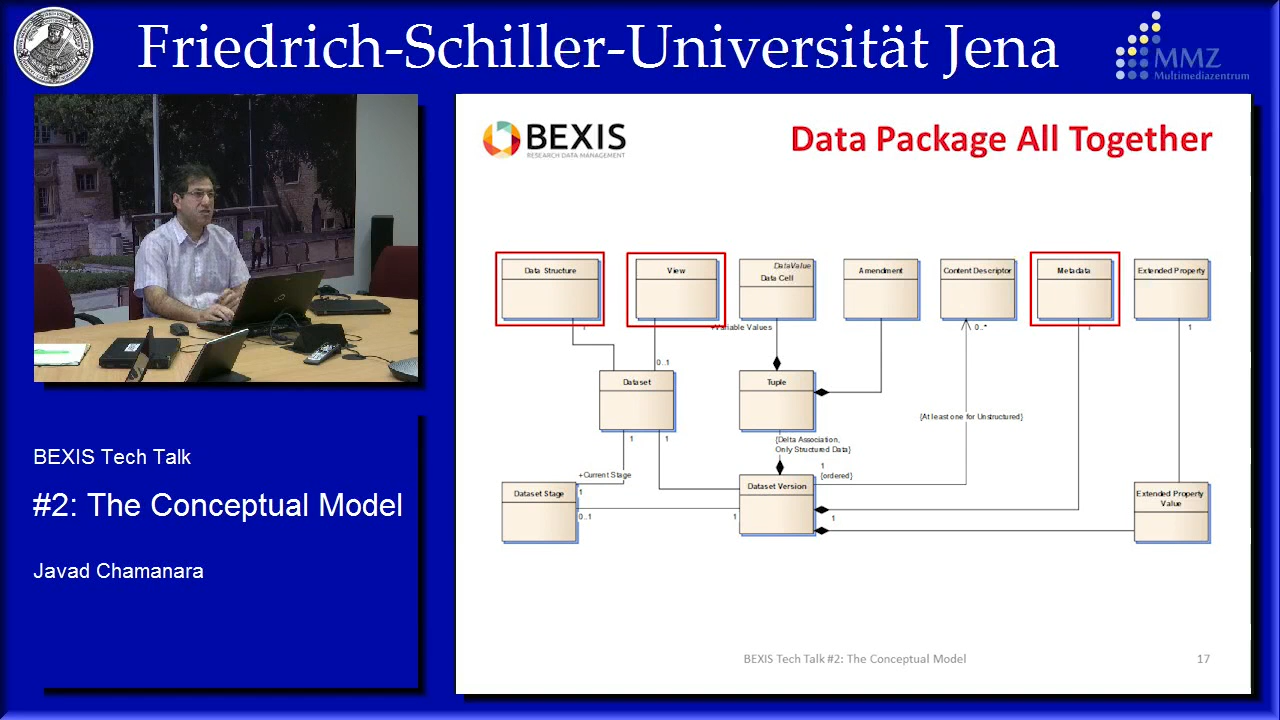 Friedrich-Schiller-Universität Jena
MMZ
Multimediazentrum
BEXIS Tech Talk
#2: The Conceptual Model
Javad Chamanara
BEXIS
RESEARCH DATA MANAGEMENT
Data Package All Together
Data Structure
View
DataValue
Data Cell
Amendment
Content Descriptor
Metadata
Extended Property
1
+Variable Values
0..*
1
1
0..1
Dataset
Tuple
{At least one for Unstructured}
1
1
{Delta Association,
Only Structured Data}
+Current Stage
1
{ordered}
Dataset Stage
1
Dataset Version
Extended Property
Value
0..1
1
1
BEXIS Tech Talk #2: The Conceptual Model
17